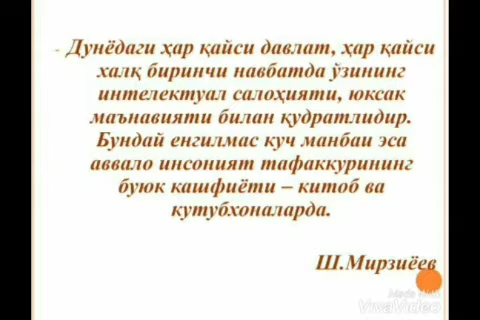 - Дунёдаги ҳар қайси давлат, ҳар қайси
халқ биринчи навбатда ўзининг
интелектуал салоҳияти, юксак
маънавияти билан қудратлидир.
Бундай енгилмас куч манбаи эса
аввало инсоният тафаккурининг
буюк кашфиёти – китоб ва
кутубхоналарда.
Ш.Мирзиёев
VivaVideo